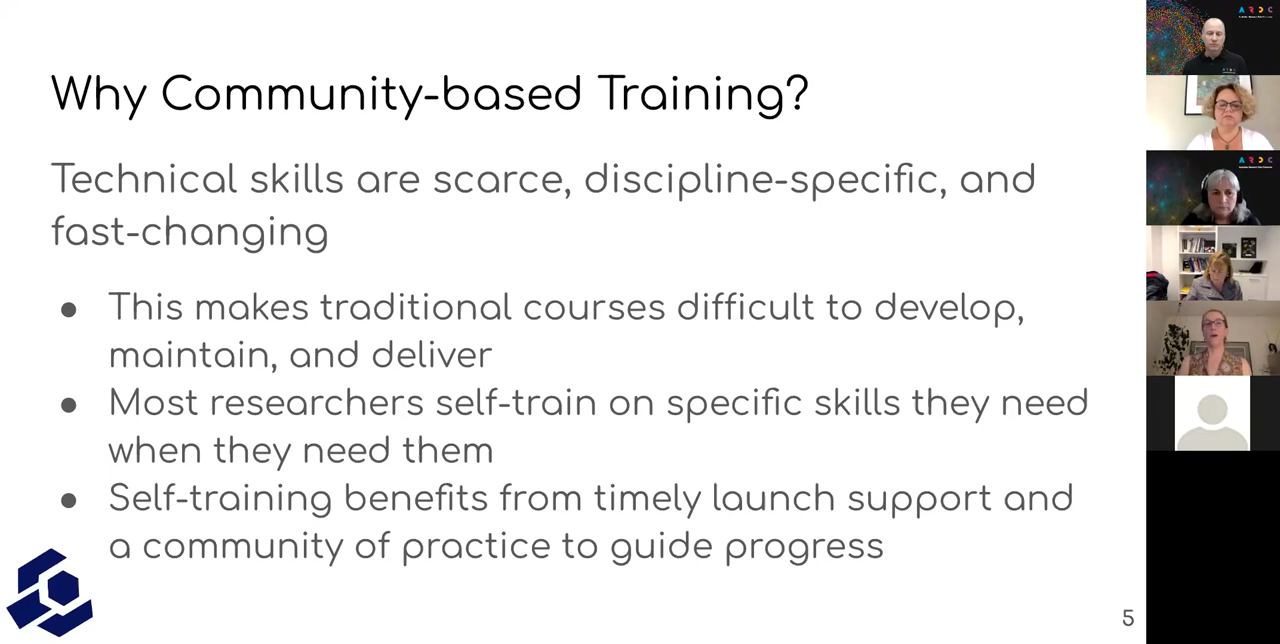 Why Community-based Training?
Technical skills are scarce, discipline-specific, and
fast-changing
● This makes traditional courses difficult to develop,
maintain, and deliver
● Most researchers self-train on specific skills they need
when they need them
● Self-training benefits from timely launch support and
a community of practice to guide progress
5
ARDC
ARDC